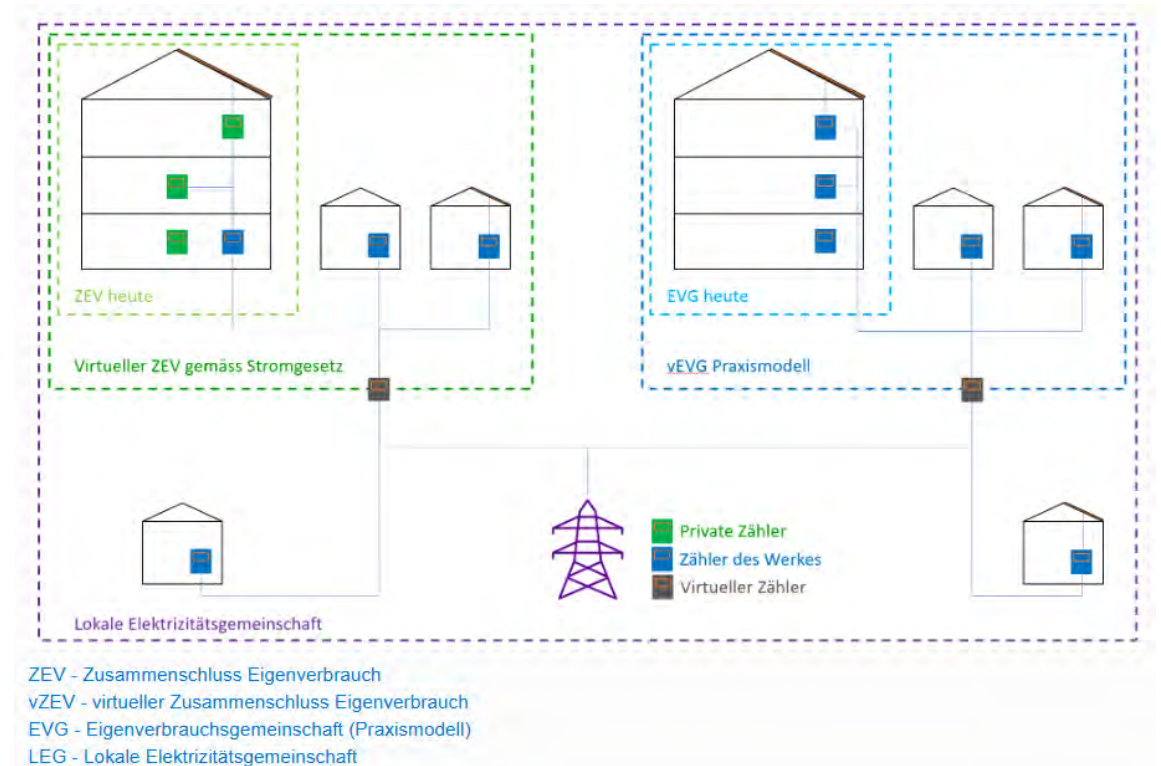 ZEV heute
EVG heute
Virtueller ZEV gemäss Stromgesetz
vEVG Praxismodell
Private Zähler
Zähler des Werkes
Virtueller Zähler
Lokale Elektrizitätsgemeinschaft
ZEV - Zusammenschluss Eigenverbrauch
vZEV - virtueller Zusammenschluss Eigenverbrauch
EVG - Eigenverbrauchsgemeinschaft (Praxismodell)
LEG - Lokale Elektrizitätsgemeinschaft